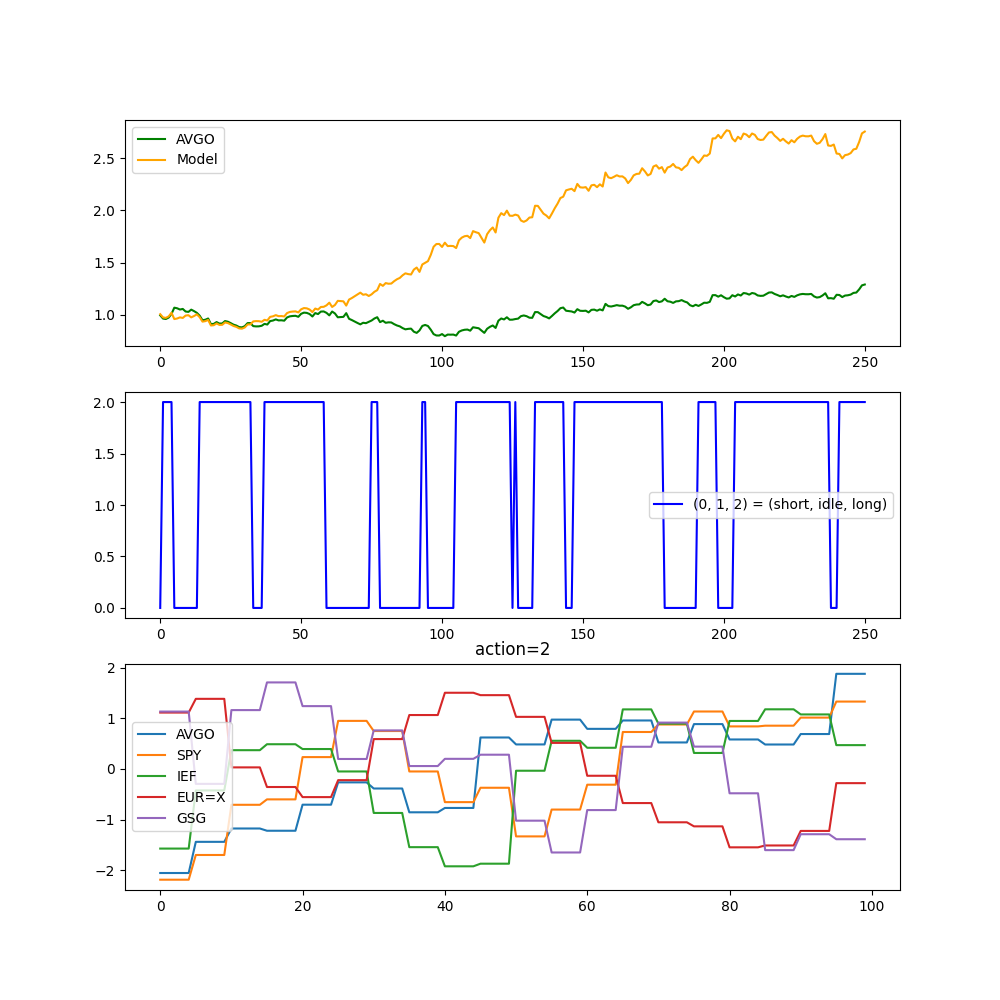 AVGO
Model
2.5
2.0
1.5
1.0
0 50 100 150 200 250
2.0
1.5
1.0
0.5
0.0
(0, 1, 2) = (short, idle, long)
0 50 100 150 200 250
action=2
2
1
0
−1
−2
AVGO
SPY
IEF
EUR=X
GSG
0 20 40 60 80 100